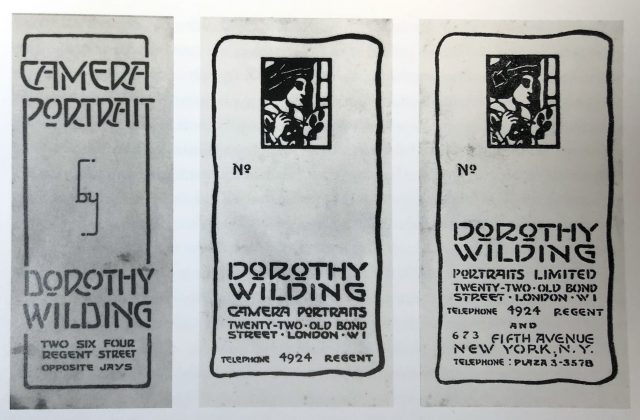 CAMERA
PORTRAIT
by
DOROTHY
WILDING
TWO SIX FOUR
REGENT STREET
OPPOSITE JAYS
No
DOROTHY
WILDING
CAMERA PORTRAITS
TWENTY-TWO·OLD BOND
STREET·LONDON·W1
TELEPHONE 4924 REGENT
No
DOROTHY
WILDING
PORTRAITS LIMITED
TWENTY-TWO·OLD BOND
STREET·LONDON·W1
TELEPHONE 4924 REGENT
AND
673 FIFTH AVENUE
NEW YORK, N.Y.
TELEPHONE: PLAZA 3-3578